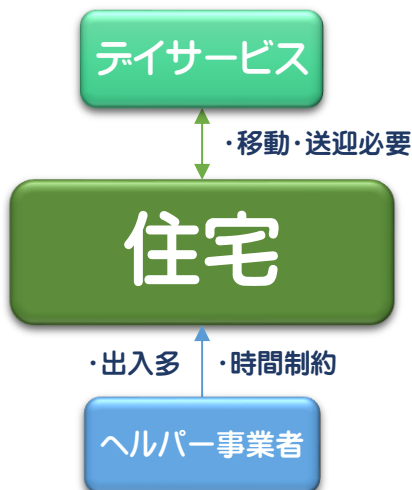 デイサービス
・移動・送迎必要
住宅
・出入多 ・時間制約
ヘルパー事業者